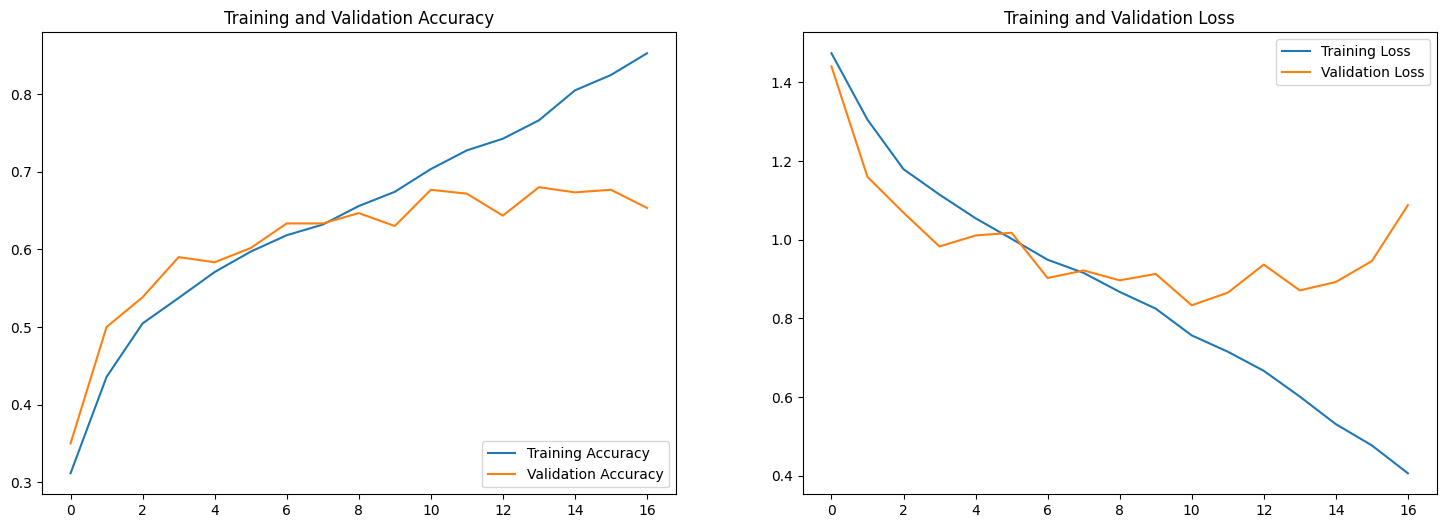 Training and Validation Accuracy
0.8
0.7
0.6
0.5
0.4
0.3
0 2 4 6 8 10 12 14 16
Training Accuracy
Validation Accuracy
Training and Validation Loss
1.4
1.2
1.0
0.8
0.6
0.4
0 2 4 6 8 10 12 14 16
Training Loss
Validation Loss